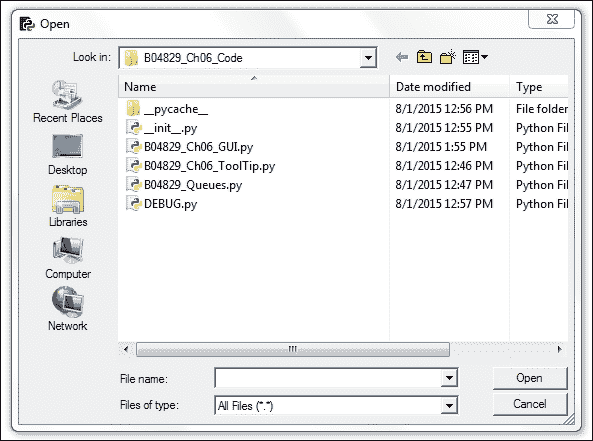 Open
Look in: B04829_Ch06_Code
Name Date modified Type
__pycache__ 8/1/2015 12:56 PM File folder
__init__.py 8/1/2015 12:55 PM Python Fil
B04829_Ch06_GUI.py 8/1/2015 1:55 PM Python Fil
B04829_Ch06_ToolTip.py 8/1/2015 12:46 PM Python Fil
B04829_Queues.py 8/1/2015 12:47 PM Python Fil
DEBUG.py 8/1/2015 12:57 PM Python Fil
Recent Places
Desktop
Libraries
Computer
Network
File name: Open
Files of type: All Files (*.*) Cancel